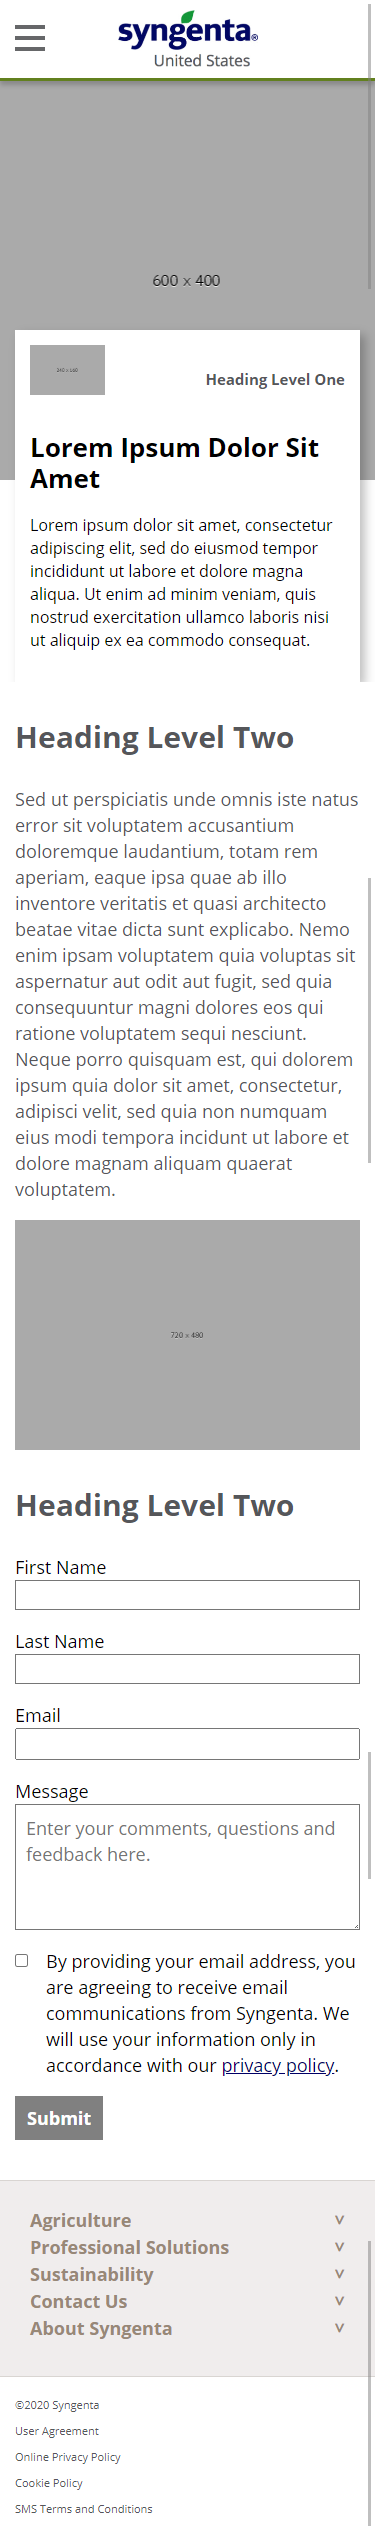 syngenta®
United States
600 x 400
240 x 160
Heading Level One
Lorem Ipsum Dolor Sit
Amet
Lorem ipsum dolor sit amet, consectetur
adipiscing elit, sed do eiusmod tempor
incididunt ut labore et dolore magna
aliqua. Ut enim ad minim veniam, quis
nostrud exercitation ullamco laboris nisi
ut aliquip ex ea commodo consequat.
Heading Level Two
Sed ut perspiciatis unde omnis iste natus
error sit voluptatem accusantium
doloremque laudantium, totam rem
aperiam, eaque ipsa quae ab illo
inventore veritatis et quasi architecto
beatae vitae dicta sunt explicabo. Nemo
enim ipsam voluptatem quia voluptas sit
aspernatur aut odit aut fugit, sed quia
consequuntur magni dolores eos qui
ratione voluptatem sequi nesciunt.
Neque porro quisquam est, qui dolorem
ipsum quia dolor sit amet, consectetur,
adipisci velit, sed quia non numquam
eius modi tempora incidunt ut labore et
dolore magnam aliquam quaerat
voluptatem.
720 x 480
Heading Level Two
First Name
Last Name
Email
Message
Enter your comments, questions and
feedback here.
By providing your email address, you
are agreeing to receive email
communications from Syngenta. We
will use your information only in
accordance with our privacy policy.
Submit
Agriculture
Professional Solutions
Sustainability
Contact Us
About Syngenta
©2020 Syngenta
User Agreement
Online Privacy Policy
Cookie Policy
SMS Terms and Conditions